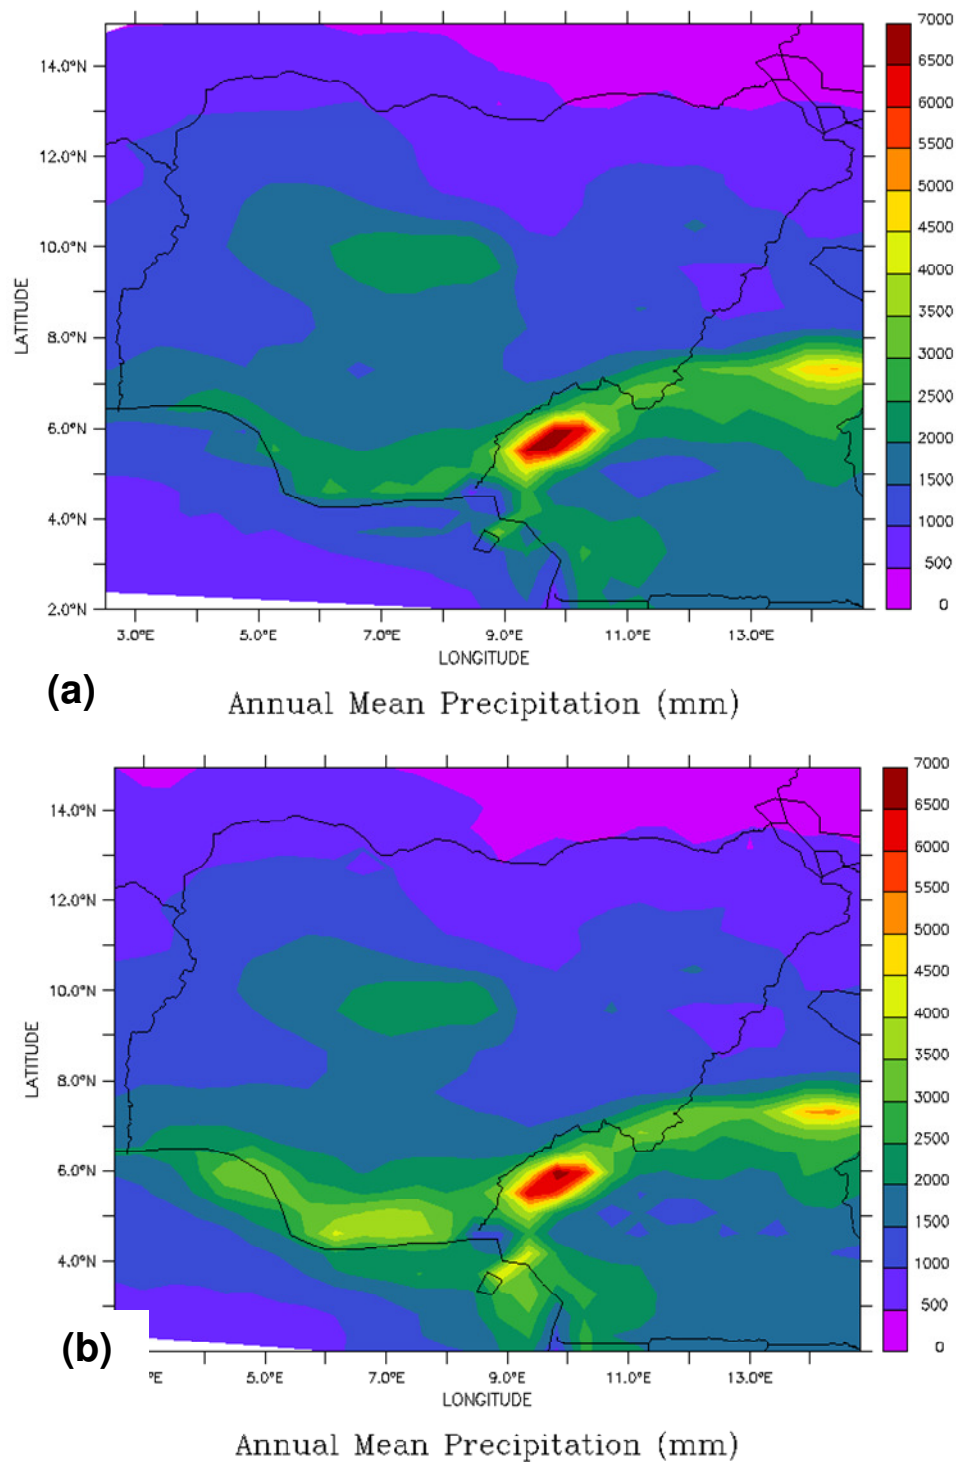 7000
14.0°N
6500
6000
5500
12.0°N
5000
4500
10.0°N
4000
LATITUDE
3500
8.0°N
3000
2500
6.0°N
2000
1500
4.0°N
1000
500
2.0°N
0
3.0°E 5.0°E 7.0°E 9.0°E 11.0°E 13.0°E
LONGITUDE
(a)
Annual Mean Precipitation (mm)
7000
14.0°N
6500
6000
5500
12.0°N
5000
4500
10.0°N
4000
LATITUDE
3500
8.0°N
3000
2500
6.0°N
2000
1500
4.0°N
1000
500
0
(b)
°E 5.0°E 7.0°E 9.0°E 11.0°E 13.0°E
LONGITUDE
Annual Mean Precipitation (mm)